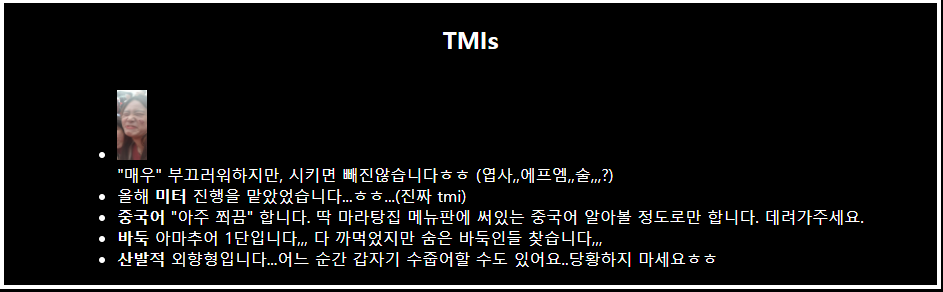 TMIs
"매우" 부끄러워하지만, 시키면 빼진않습니다ㅎㅎ (엽사,,에프엠,,술,,,?)
올해 미터 진행을 맡았었습니다...ㅎㅎ...(진짜 tmi)
중국어 "아주 쬐끔" 합니다. 딱 마라탕집 메뉴판에 써있는 중국어 알아볼 정도로만 합니다. 데려가주세요.
바둑 아마추어 1단입니다,,, 다 까먹었지만 숨은 바둑인들 찾습니다,,,
산발적 외향형입니다...어느 순간 갑자기 수줍어할 수도 있어요..당황하지 마세요ㅎㅎ